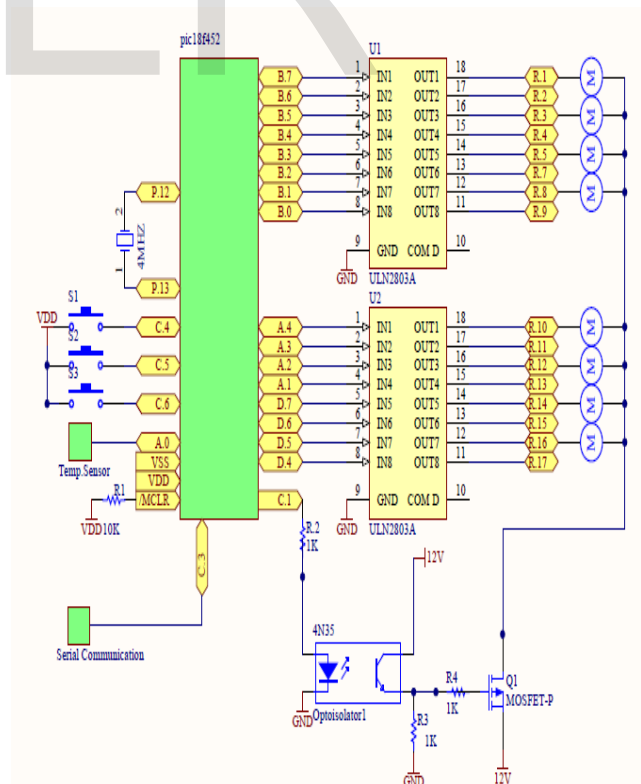 pic18f452
U1
B.7
B.6
B.5
B.4
B.3
B.2
B.1
B.0
1 IN1 OUT1 18
2 IN2 OUT2 17
3 IN3 OUT3 16
4 IN4 OUT4 15
5 IN5 OUT5 14
6 IN6 OUT6 13
7 IN7 OUT7 12
8 IN8 OUT8 11
9 GND COM D 10
GND
ULN2803A
R.1
R.2
R.3
R.4
R.5
R.7
R.8
R.9
M
M
M
M
P.12
2
1
4MHZ
P.13
S1
VDD
S2
S3
C.4
C.5
C.6
A.0
Temp.Sensor
VSS
VDD
/MCLR
R1
VDD10K
C.3
Serial Communication
U2
A.4
A.3
A.2
A.1
D.7
D.6
D.5
D.4
C.1
1 IN1 OUT1 18
2 IN2 OUT2 17
3 IN3 OUT3 16
4 IN4 OUT4 15
5 IN5 OUT5 14
6 IN6 OUT6 13
7 IN7 OUT7 12
8 IN8 OUT8 11
9 GND COM D 10
GND
ULN2803A
R.10
R.11
R.12
R.13
R.14
R.15
R.16
R.17
M
M
M
M
R.2
1K
12V
4N35
GND
Optoisolator1
R4
1K
R3
1K
GND
Q1
MOSFET-P
12V